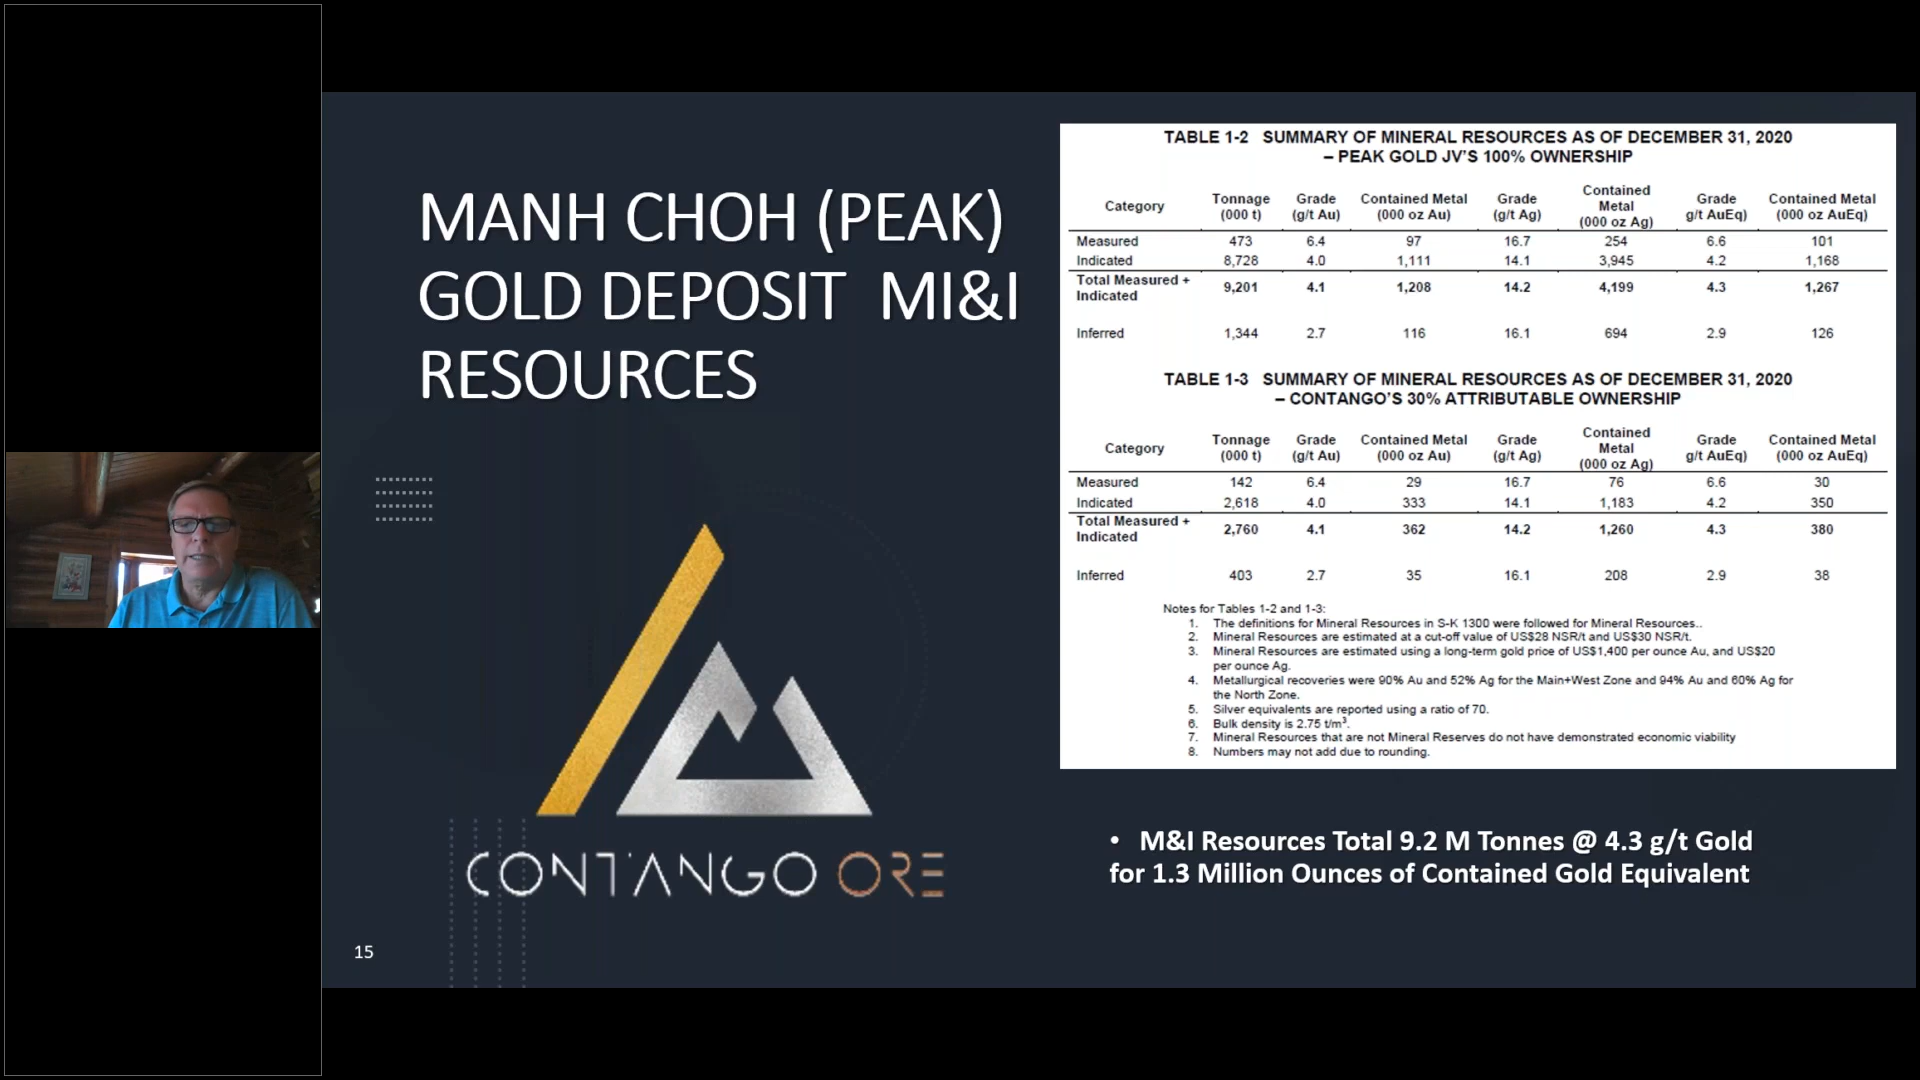 MANH CHOH (PEAK)
GOLD DEPOSIT  MI&I
RESOURCES
CONTANGO ORE
15
TABLE 1-2   SUMMARY OF MINERAL RESOURCES AS OF DECEMBER 31, 2020
– PEAK GOLD JV'S 100% OWNERSHIP
Category Tonnage (000 t) Grade (g/t Au) Contained Metal (000 oz Au) Grade (g/t Ag) Contained Metal (000 oz Ag) Grade g/t AuEq) Contained Metal (000 oz AuEq)
Measured 473 6.4 97 16.7 254 6.6 101
Indicated 8,728 4.0 1,111 14.1 3,945 4.2 1,168
Total Measured + Indicated 9,201 4.1 1,208 14.2 4,199 4.3 1,267
Inferred 1,344 2.7 116 16.1 694 2.9 126
TABLE 1-3   SUMMARY OF MINERAL RESOURCES AS OF DECEMBER 31, 2020
– CONTANGO'S 30% ATTRIBUTABLE OWNERSHIP
Category Tonnage (000 t) Grade (g/t Au) Contained Metal (000 oz Au) Grade (g/t Ag) Contained Metal (000 oz Ag) Grade g/t AuEq) Contained Metal (000 oz AuEq)
Measured 142 6.4 29 16.7 76 6.6 30
Indicated 2,618 4.0 333 14.1 1,183 4.2 350
Total Measured + Indicated 2,760 4.1 362 14.2 1,260 4.3 380
Inferred 403 2.7 35 16.1 208 2.9 38
Notes for Tables 1-2 and 1-3:
1. The definitions for Mineral Resources in S-K 1300 were followed for Mineral Resources..
2. Mineral Resources are estimated at a cut-off value of US$28 NSR/t and US$30 NSR/t.
3. Mineral Resources are estimated using a long-term gold price of US$1,400 per ounce Au, and US$20
per ounce Ag.
4. Metallurgical recoveries were 90% Au and 52% Ag for the Main+West Zone and 94% Au and 60% Ag for
the North Zone.
5. Silver equivalents are reported using a ratio of 70.
6. Bulk density is 2.75 t/m³.
7. Mineral Resources that are not Mineral Reserves do not have demonstrated economic viability
8. Numbers may not add due to rounding.
• M&I Resources Total 9.2 M Tonnes @ 4.3 g/t Gold
for 1.3 Million Ounces of Contained Gold Equivalent